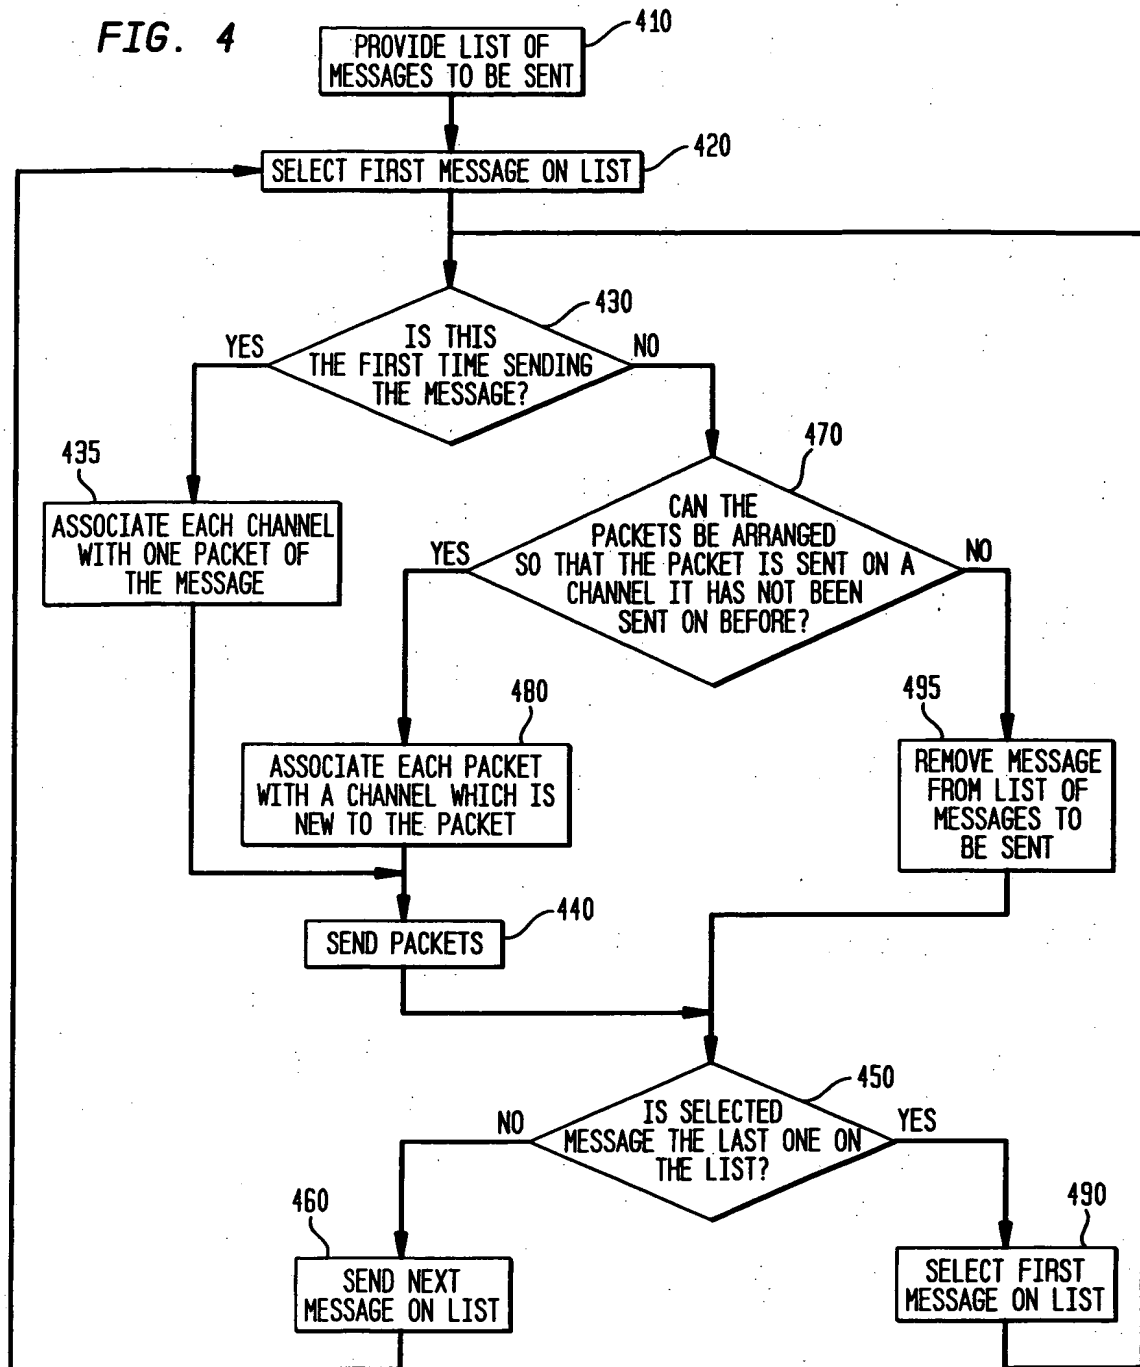 FIG. 4
410
PROVIDE LIST OF
MESSAGES TO BE SENT
420
SELECT FIRST MESSAGE ON LIST
430
IS THIS
THE FIRST TIME SENDING
THE MESSAGE?
YES
NO
435
ASSOCIATE EACH CHANNEL
WITH ONE PACKET OF
THE MESSAGE
470
CAN THE
PACKETS BE ARRANGED
SO THAT THE PACKET IS SENT ON A
CHANNEL IT HAS NOT BEEN
SENT ON BEFORE?
YES
NO
480
ASSOCIATE EACH PACKET
WITH A CHANNEL WHICH IS
NEW TO THE PACKET
495
REMOVE MESSAGE
FROM LIST OF
MESSAGES TO
BE SENT
440
SEND PACKETS
450
IS SELECTED
MESSAGE THE LAST ONE ON
THE LIST?
NO
YES
460
SEND NEXT
MESSAGE ON LIST
490
SELECT FIRST
MESSAGE ON LIST